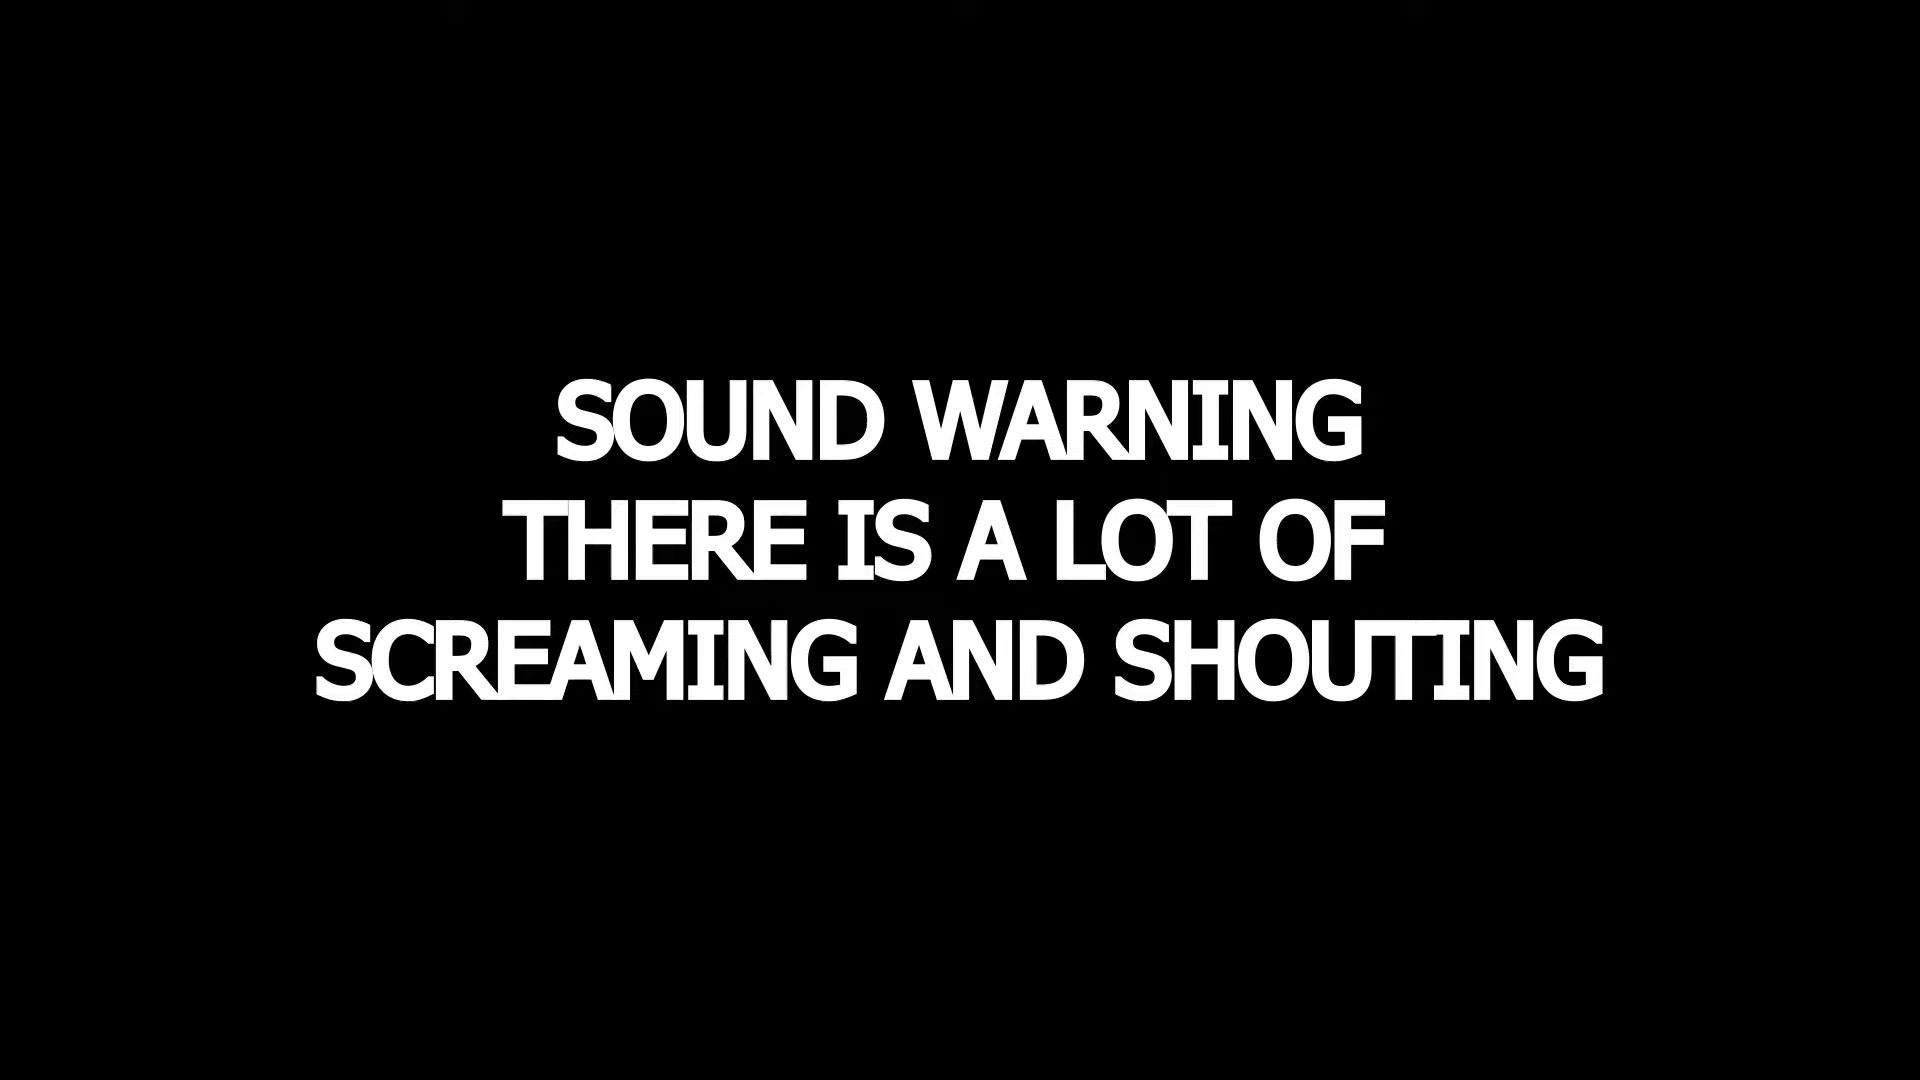 SOUND WARNING
THERE IS A LOT OF
SCREAMING AND SHOUTING